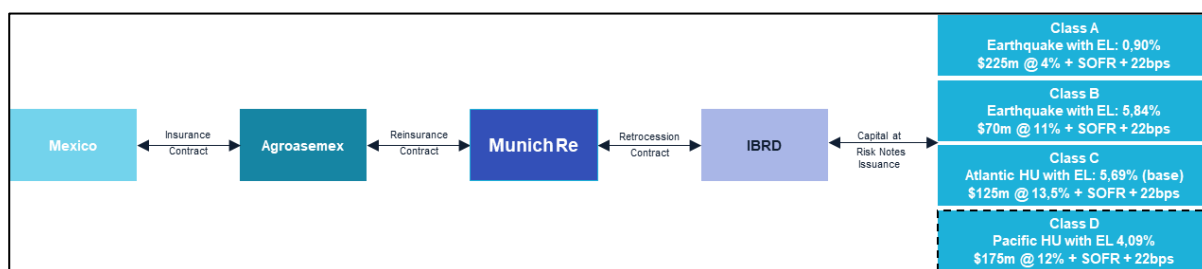 Mexico
Insurance
Contract
Agroasemex
Reinsurance
Contract
Munich Re
Retrocession
Contract
IBRD
Capital at
Risk Notes
Issuance
Class A
Earthquake with EL: 0,90%
$225m @ 4% + SOFR + 22bps
Class B
Earthquake with EL: 5,84%
$70m @ 11% + SOFR + 22bps
Class C
Atlantic HU with EL: 5,69% (base)
$125m @ 13,5% + SOFR + 22bps
Class D
Pacific HU with EL 4,09%
$175m @ 12% + SOFR + 22bps